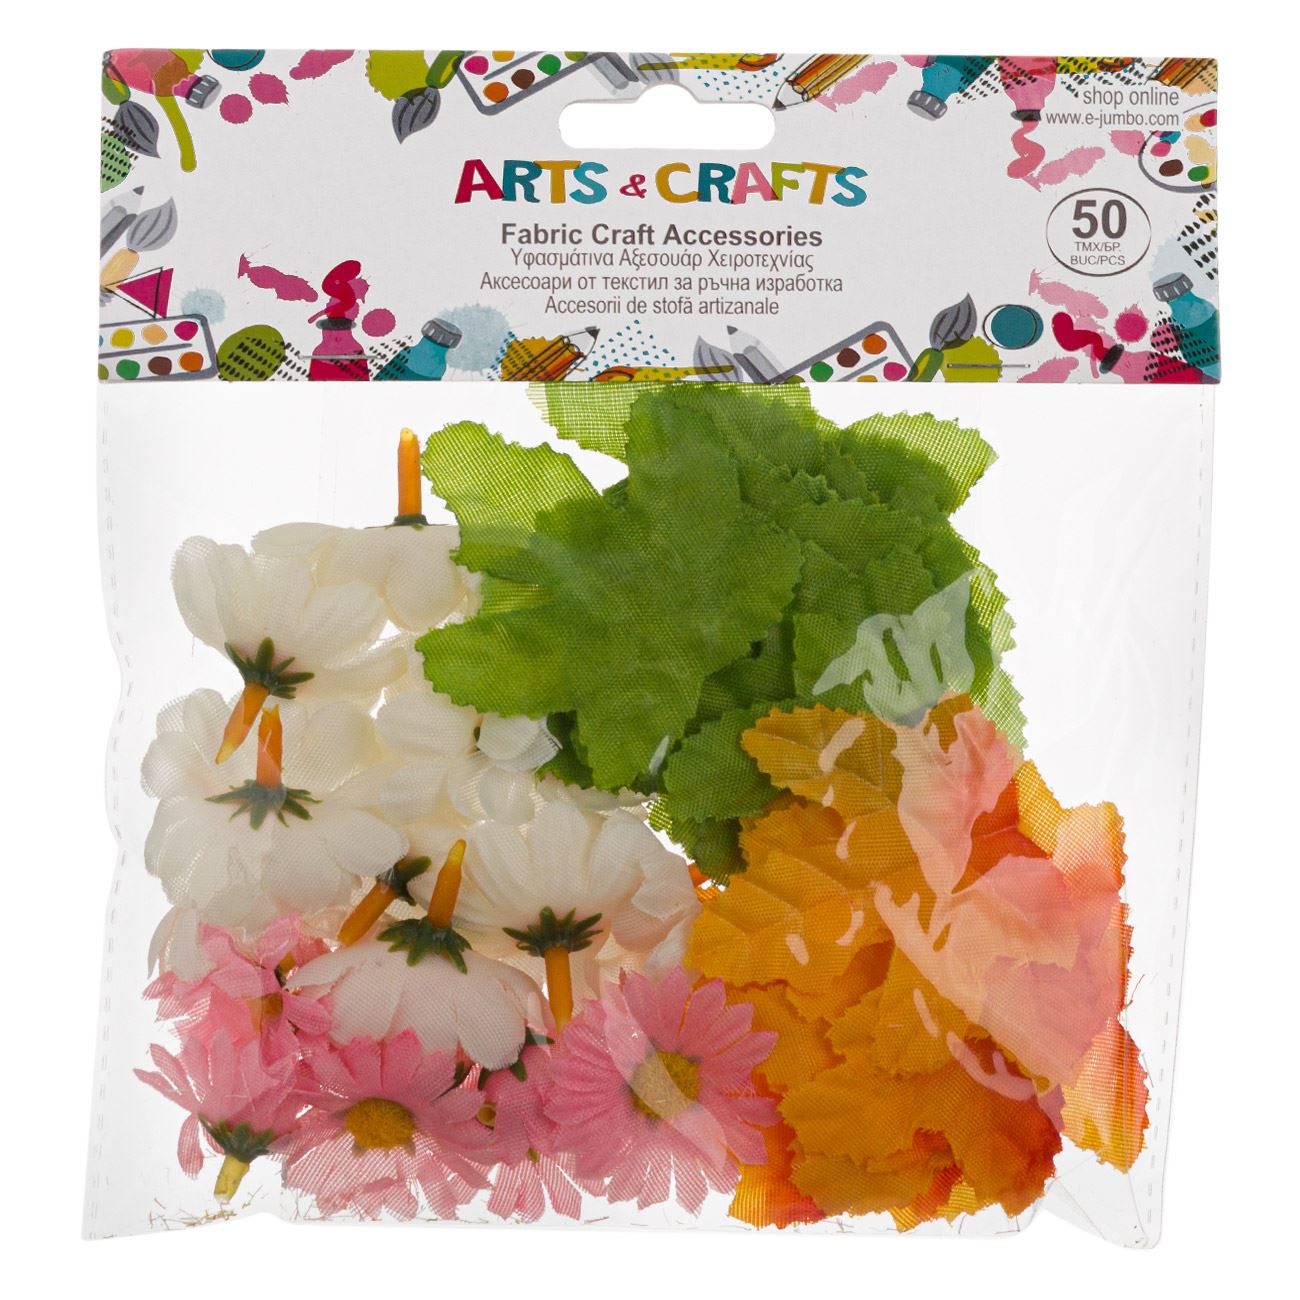 shop online
www.e-jumbo.com
ARTS & CRAFTS
Fabric Craft Accessories
Υφασμάτινα Αξεσουάρ Χειροτεχνίας
Аксесоари от текстил за ръчна изработка
Accesorii de stofă artizanale
50
ΤΜΧ/БР.
BUC/PCS